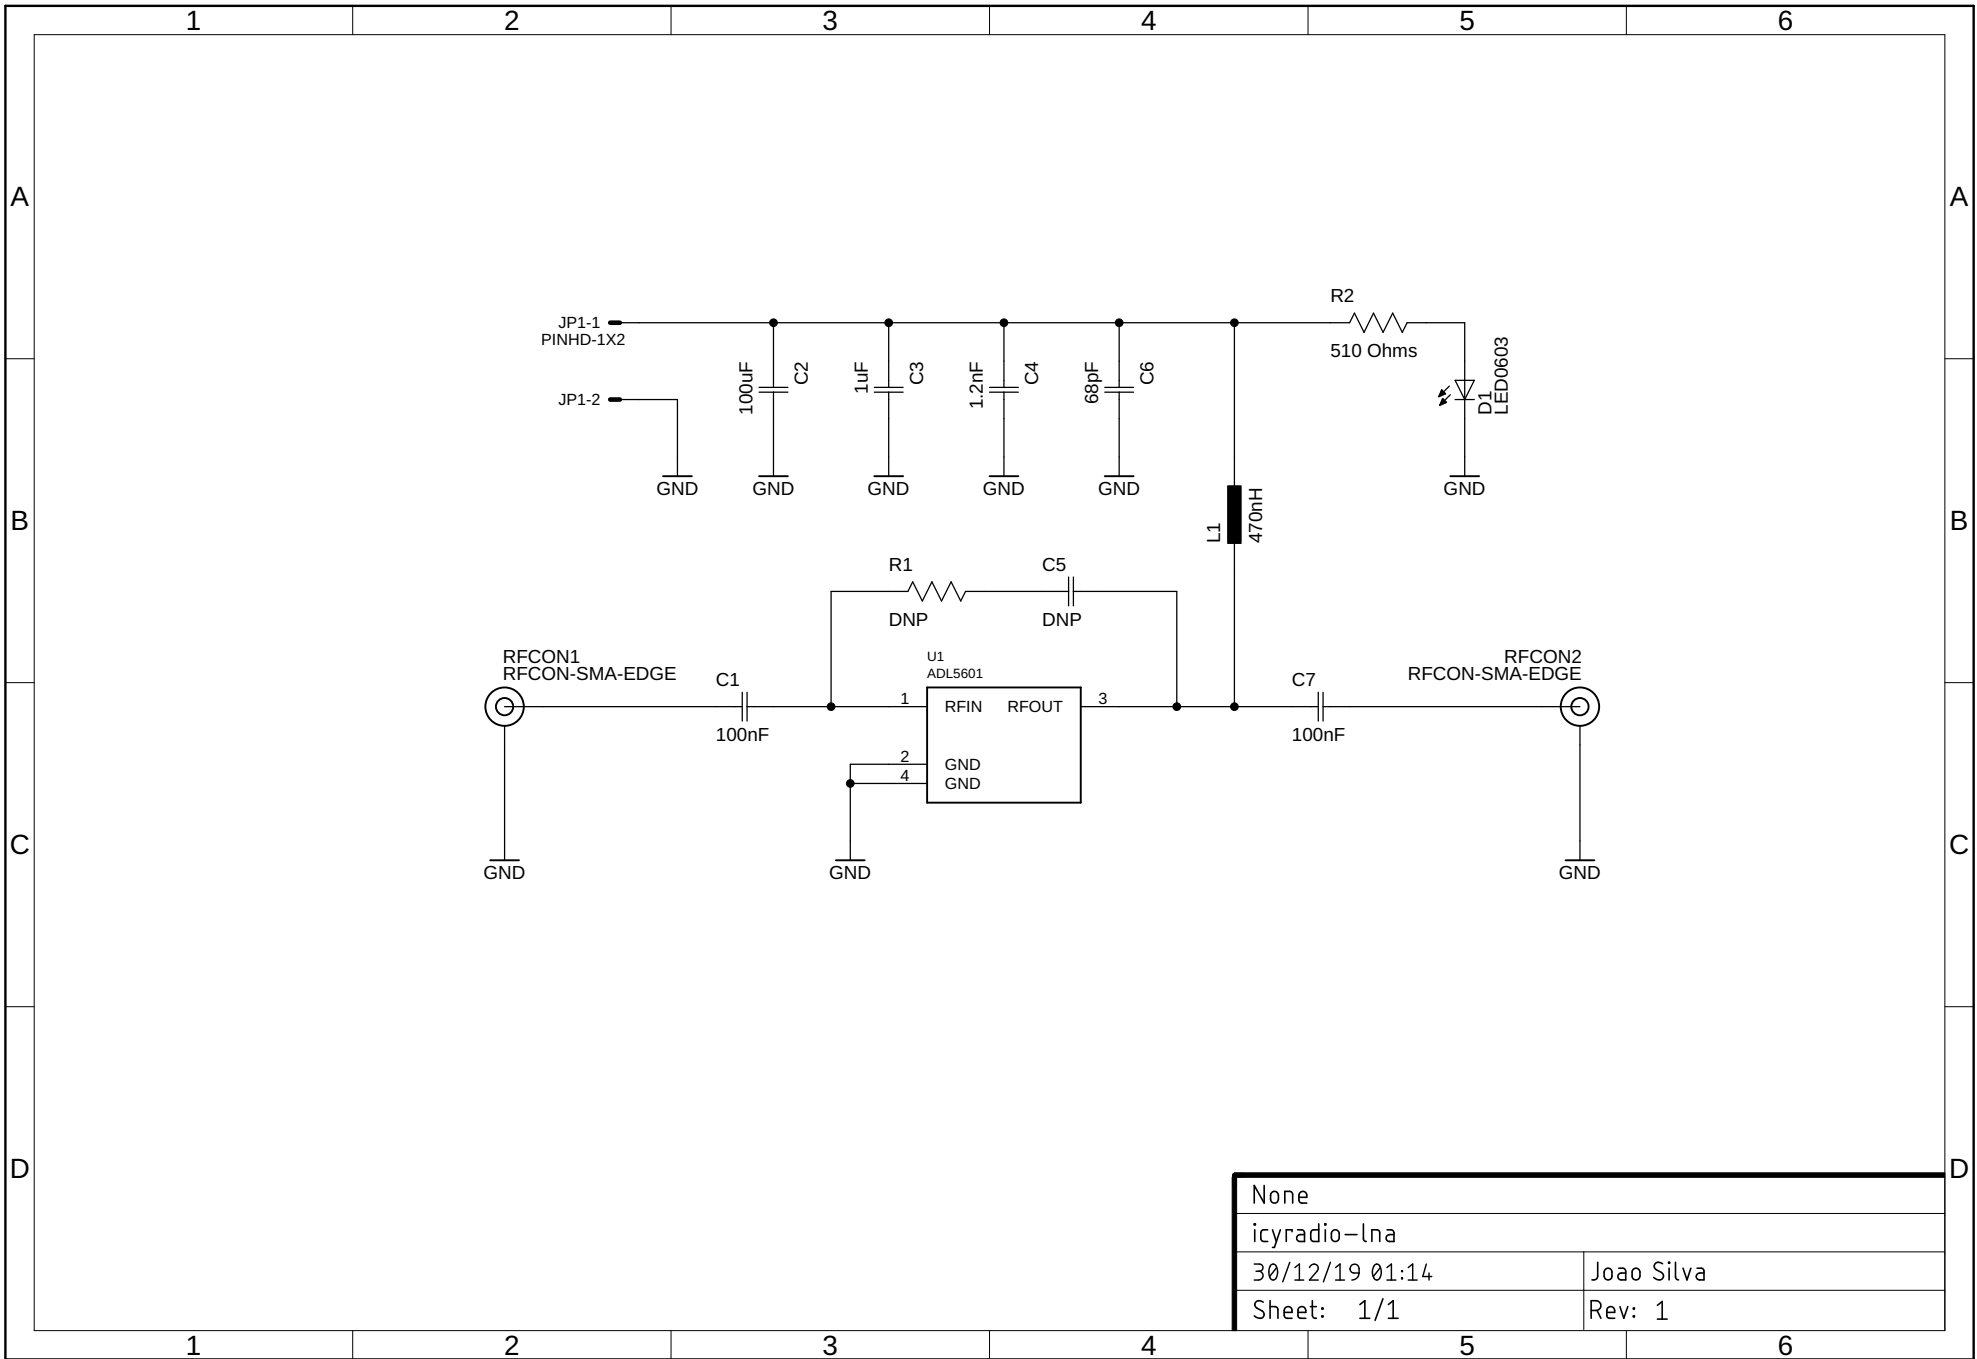 1 2 3 4 5 6
A A
R2
JP1-1
PINHD-1X2
510 Ohms
100uF C2 1uF C3 1.2nF C4 68pF C6
D1
LED0603
JP1-2
GND GND GND GND GND GND
B B
L1 470nH
R1 C5
DNP DNP
RFCON1
RFCON-SMA-EDGE
U1
ADL5601
RFCON2
RFCON-SMA-EDGE
C1 C7
1 RFIN RFOUT 3
100nF 100nF
2 GND
4 GND
C C
GND GND GND
D D
None
icyradio-lna
30/12/19 01:14 Joao Silva
Sheet: 1/1 Rev: 1
1 2 3 4 5 6